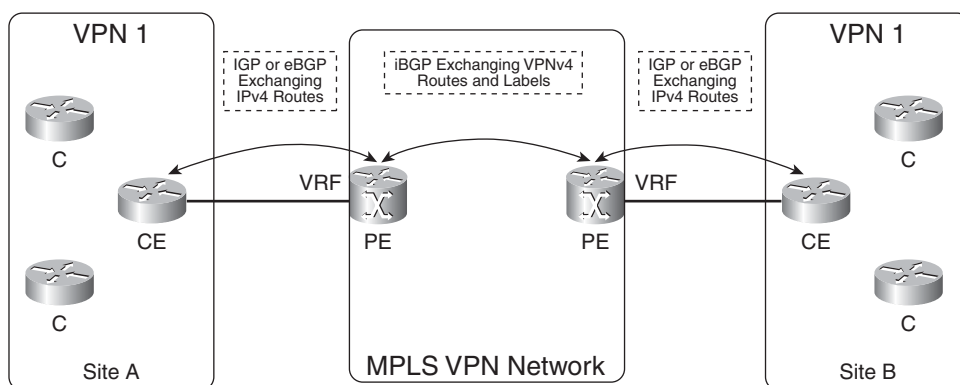 VPN 1
VPN 1
IGP or eBGP
Exchanging
IPv4 Routes
iBGP Exchanging VPNv4
Routes and Labels
IGP or eBGP
Exchanging
IPv4 Routes
C
C
VRF
VRF
CE
PE
PE
CE
C
C
Site A
MPLS VPN Network
Site B